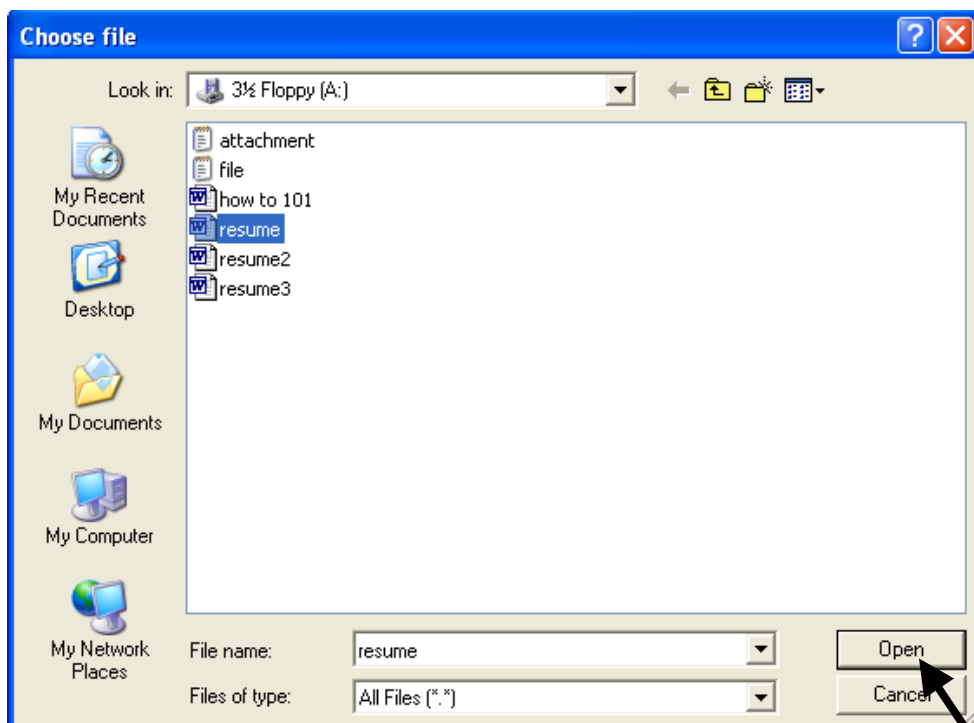 Choose file
?
Look in: 3½ Floppy (A:)
attachment
file
how to 101
resume
resume2
resume3
My Recent
Documents
Desktop
My Documents
My Computer
My Network
Places
File name: resume Open
Files of type: All Files (*.*) Cancel